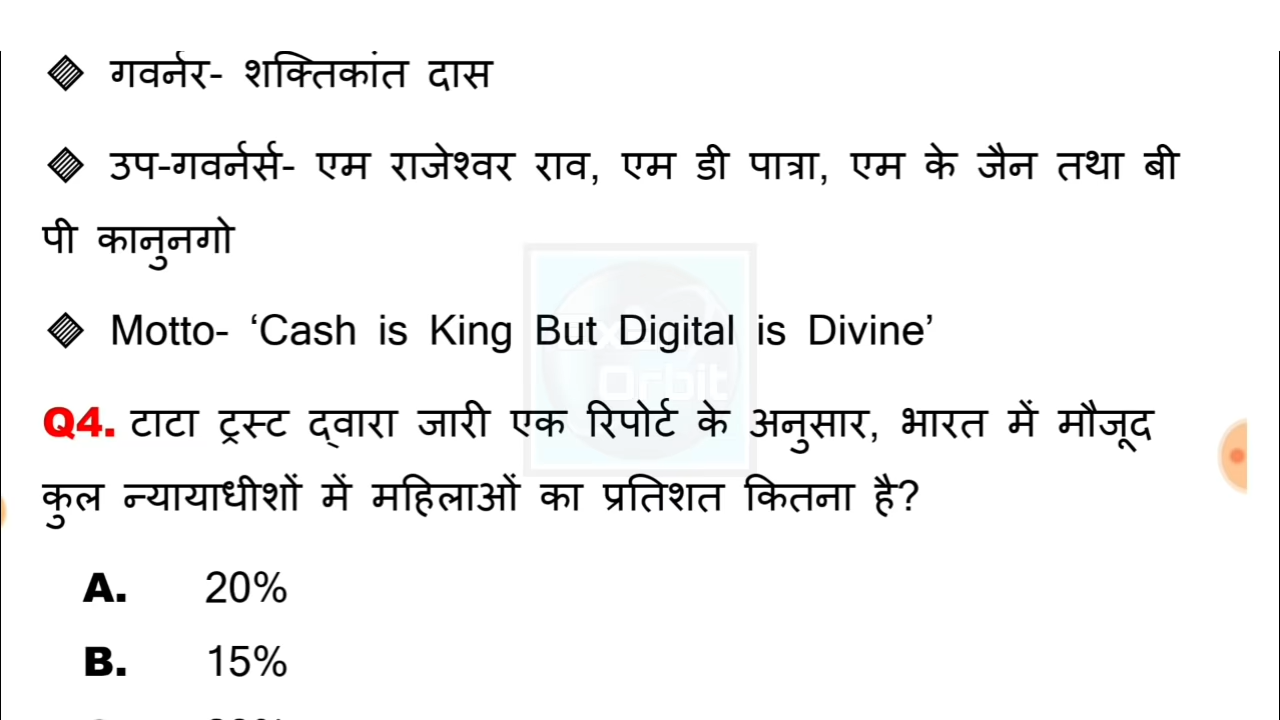 गवर्नर- शक्तिकांत दास
उप-गवर्नर्स- एम राजेश्वर राव, एम डी पात्रा, एम के जैन तथा बी
पी कानुनगो
Motto- ‘Cash is King But Digital is Divine’
Orbit
Q4. टाटा ट्रस्ट द्वारा जारी एक रिपोर्ट के अनुसार, भारत में मौजूद
कुल न्यायाधीशों में महिलाओं का प्रतिशत कितना है?
A. 20%
B. 15%